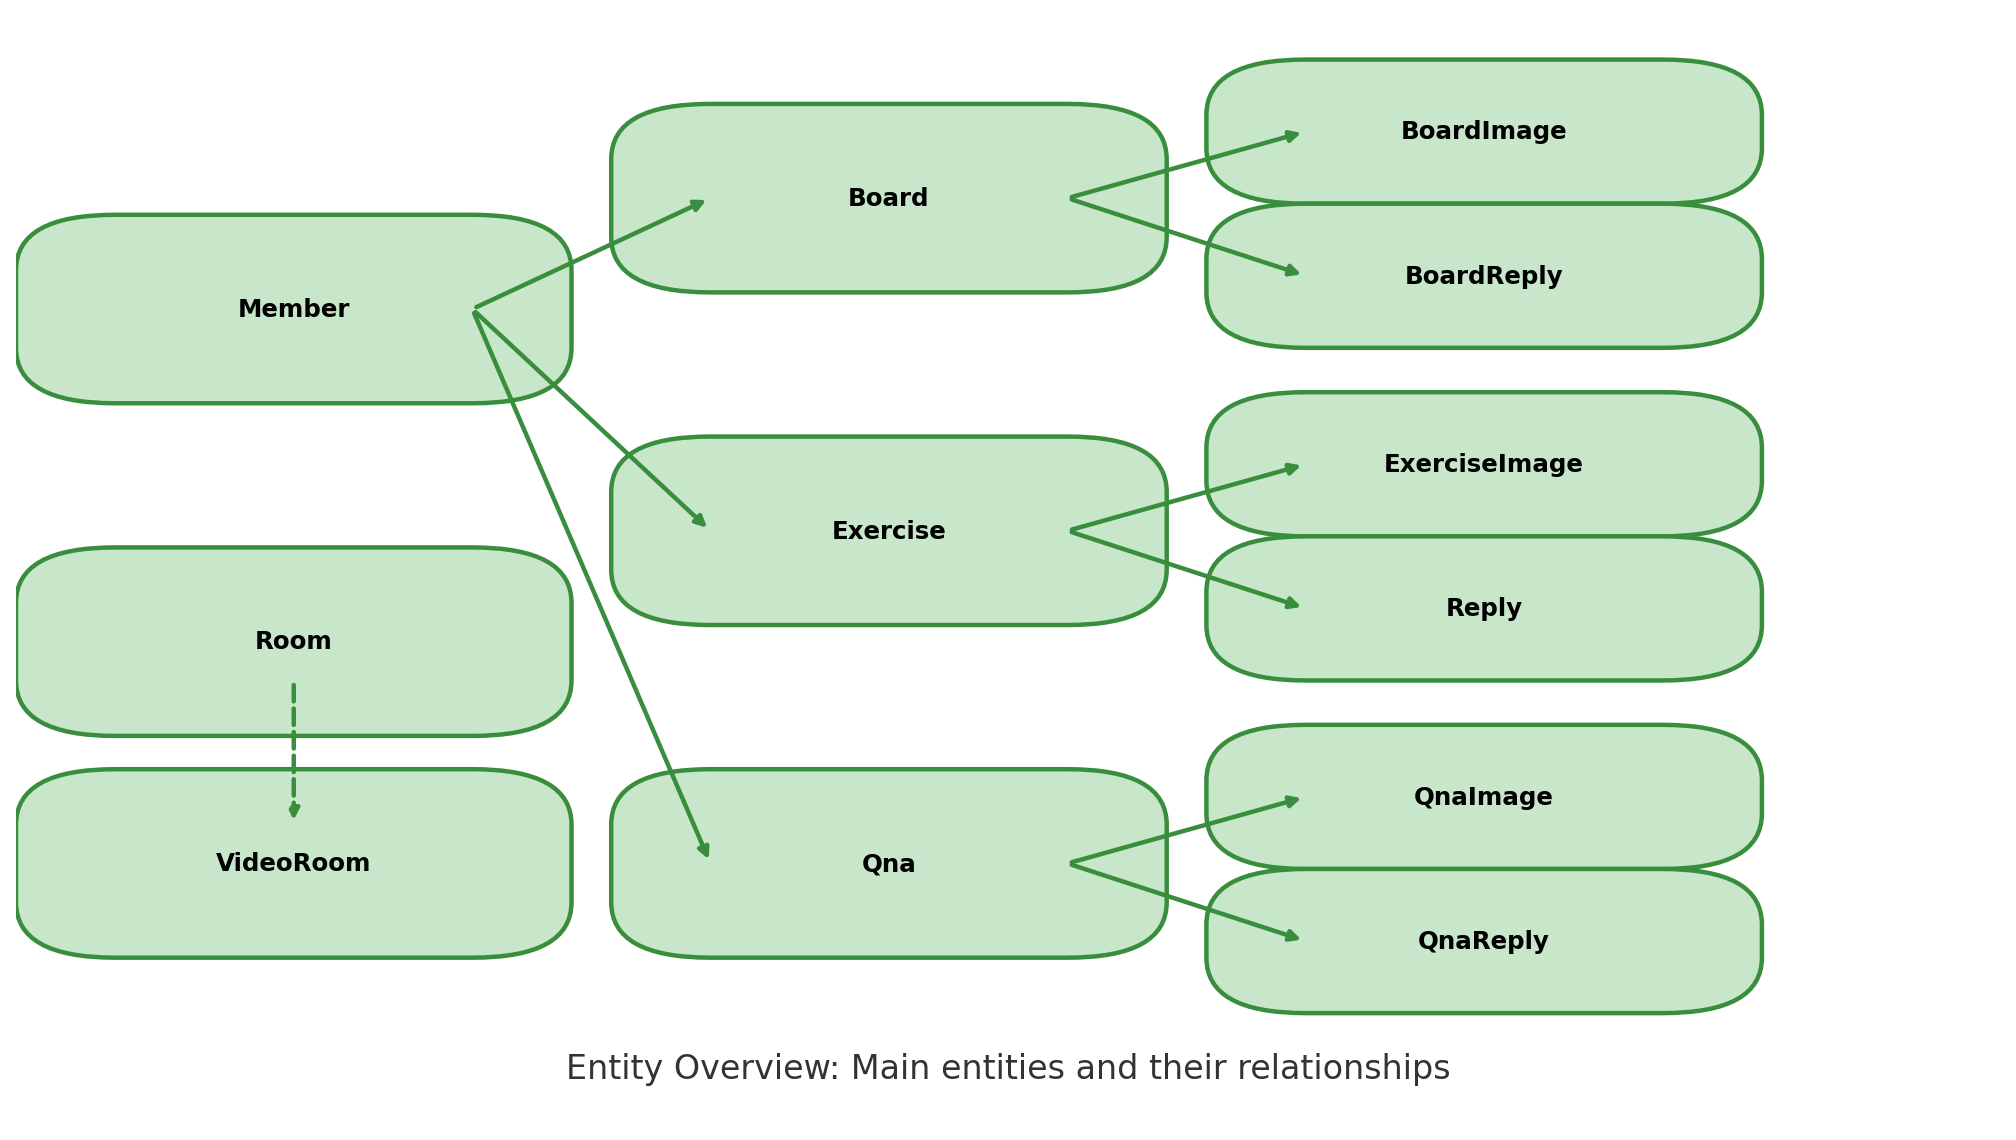 Member
Room
VideoRoom
Board
Exercise
Qna
BoardImage
BoardReply
ExerciseImage
Reply
QnaImage
QnaReply
Entity Overview: Main entities and their relationships